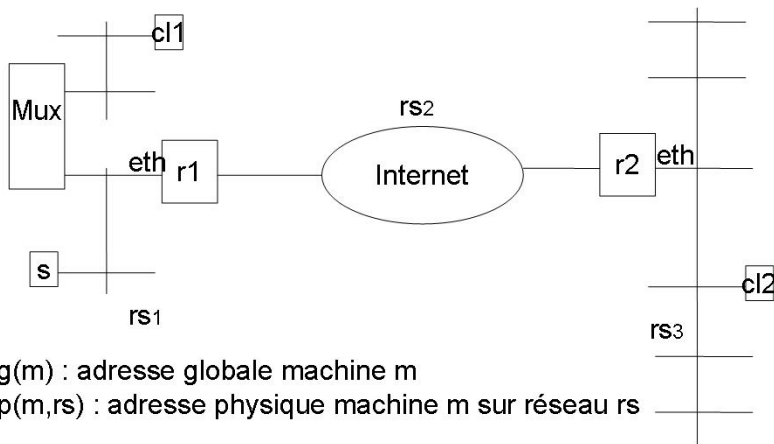 cl1
Mux
rs2
eth
r1
Internet
r2
eth
s
cl2
rs1
rs3
g(m) : adresse globale machine m
p(m,rs) : adresse physique machine m sur réseau rs